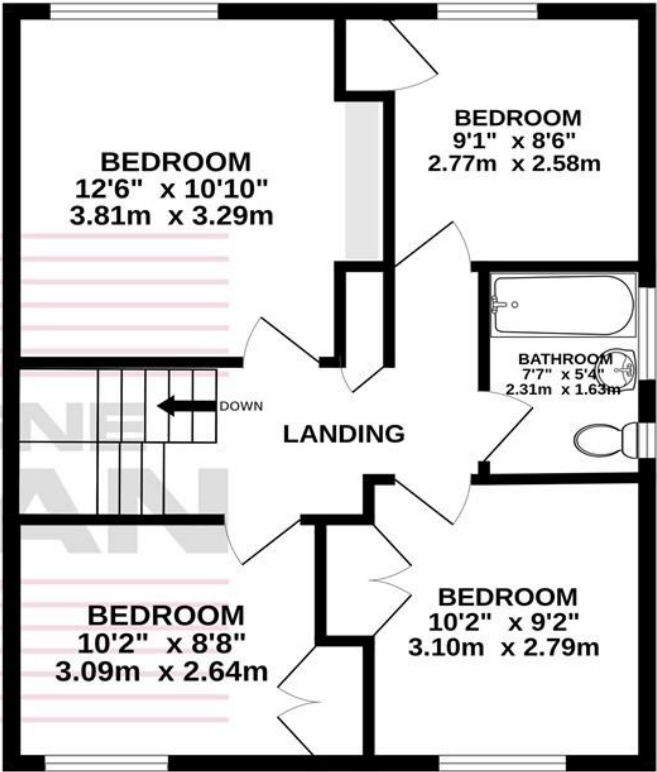 BEDROOM
12'6" x 10'10"
3.81m x 3.29m
BEDROOM
9'1" x 8'6"
2.77m x 2.58m
BATHROOM
7'7" x 5'4"
2.31m x 1.63m
DOWN
LANDING
NE
AN
BEDROOM
10'2" x 8'8"
3.09m x 2.64m
BEDROOM
10'2" x 9'2"
3.10m x 2.79m